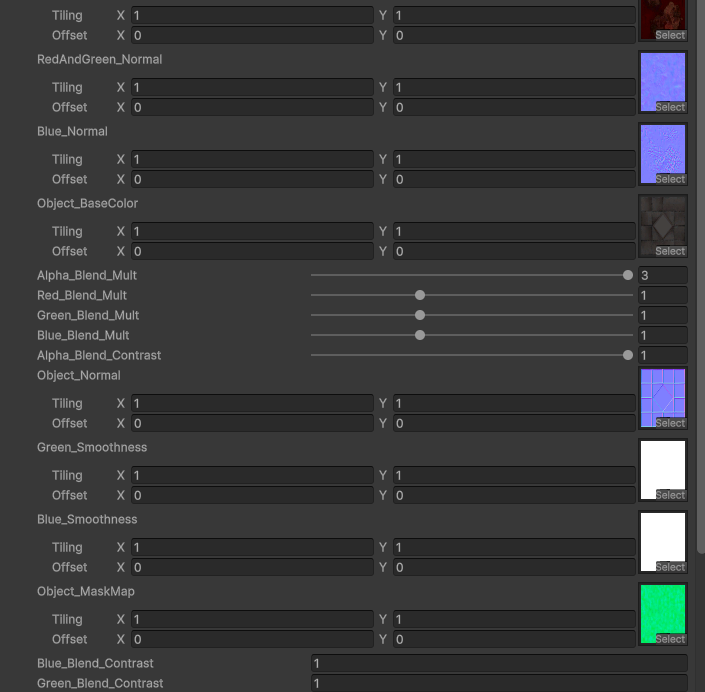 Tiling X 1 Y 1
Offset X 0 Y 0 Select
RedAndGreen_Normal
Tiling X 1 Y 1
Offset X 0 Y 0 Select
Blue_Normal
Tiling X 1 Y 1
Offset X 0 Y 0 Select
Object_BaseColor
Tiling X 1 Y 1
Offset X 0 Y 0 Select
Alpha_Blend_Mult 3
Red_Blend_Mult 1
Green_Blend_Mult 1
Blue_Blend_Mult 1
Alpha_Blend_Contrast 1
Object_Normal
Tiling X 1 Y 1
Offset X 0 Y 0 Select
Green_Smoothness
Tiling X 1 Y 1
Offset X 0 Y 0 Select
Blue_Smoothness
Tiling X 1 Y 1
Offset X 0 Y 0 Select
Object_MaskMap
Tiling X 1 Y 1
Offset X 0 Y 0 Select
Blue_Blend_Contrast 1
Green_Blend_Contrast 1